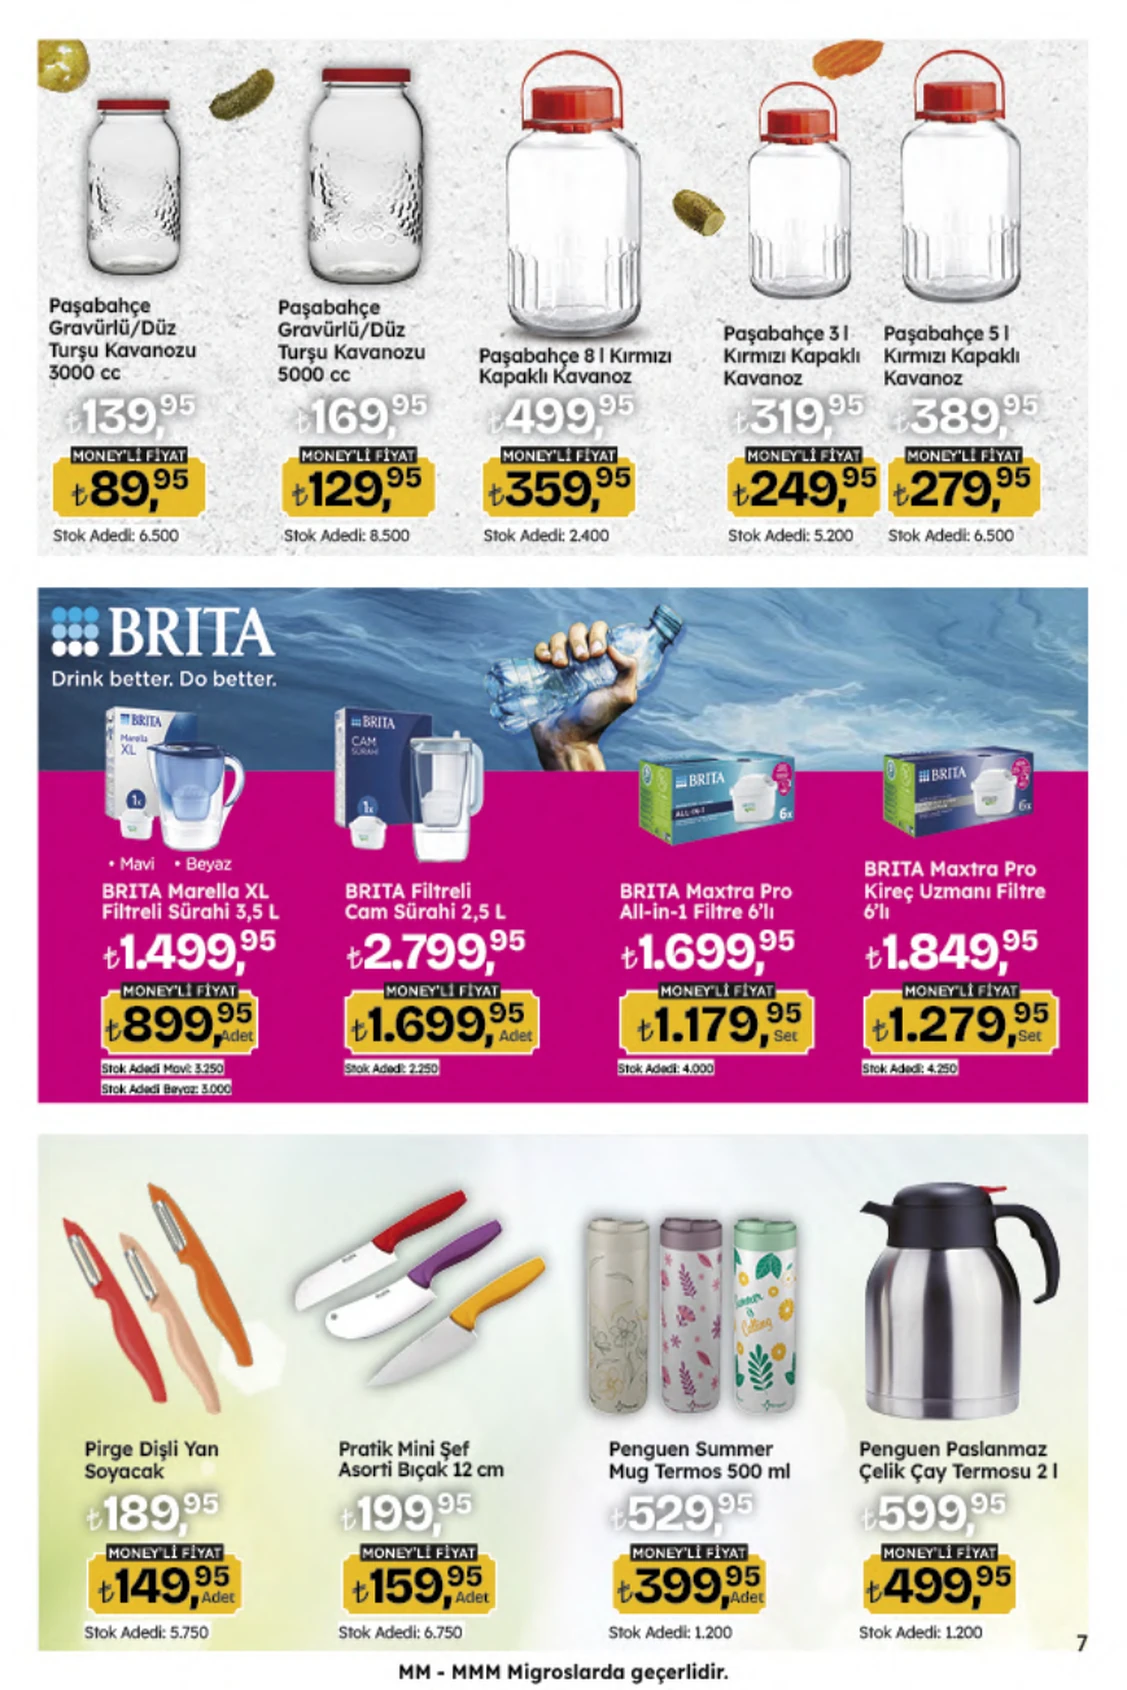 Paşabahçe
Gravürlü/Düz
Turşu Kavanozu
3000 cc
₺139,95
MONEY'Lİ FİYAT
₺89,95
Stok Adedi: 6.500
Paşabahçe
Gravürlü/Düz
Turşu Kavanozu
5000 cc
₺169,95
MONEY'Lİ FİYAT
₺129,95
Stok Adedi: 8.500
Paşabahçe 8 l Kırmızı
Kapaklı Kavanoz
₺499,95
MONEY'Lİ FİYAT
₺359,95
Stok Adedi: 2.400
Paşabahçe 3 l
Kırmızı Kapaklı
Kavanoz
₺319,95
MONEY'Lİ FİYAT
₺249,95
Stok Adedi: 5.200
Paşabahçe 5 l
Kırmızı Kapaklı
Kavanoz
₺389,95
MONEY'Lİ FİYAT
₺279,95
Stok Adedi: 6.500
BRITA
Drink better. Do better.
BRITA
Marella
XL
1x
• Mavi • Beyaz
BRITA Marella XL
Filtreli Sürahi 3,5 L
₺1.499,95
MONEY'Lİ FİYAT
₺899,95
Adet
Stok Adedi Mavi: 3.250
Stok Adedi Beyaz: 3.000
BRITA
CAM
SÜRAHİ
1x
BRITA Filtreli
Cam Sürahi 2,5 L
₺2.799,95
MONEY'Lİ FİYAT
₺1.699,95
Adet
Stok Adedi: 2.250
BRITA
ALL-IN-1
6x
BRITA Maxtra Pro
All-in-1 Filtre 6'lı
₺1.699,95
MONEY'Lİ FİYAT
₺1.179,95
Set
Stok Adedi: 4.000
BRITA
6x
BRITA Maxtra Pro
Kireç Uzmanı Filtre
6'lı
₺1.849,95
MONEY'Lİ FİYAT
₺1.279,95
Set
Stok Adedi: 4.250
Pirge Dişli Yan
Soyacak
₺189,95
MONEY'Lİ FİYAT
₺149,95
Adet
Stok Adedi: 5.750
Pratik Mini Şef
Asorti Bıçak 12 cm
₺199,95
MONEY'Lİ FİYAT
₺159,95
Adet
Stok Adedi: 6.750
Summer
is
Calling
Penguen Summer
Mug Termos 500 ml
₺529,95
MONEY'Lİ FİYAT
₺399,95
Adet
Stok Adedi: 1.200
Penguen Paslanmaz
Çelik Çay Termosu 2 l
₺599,95
MONEY'Lİ FİYAT
₺499,95
Stok Adedi: 1.200
7
MM - MMM Migroslarda geçerlidir.